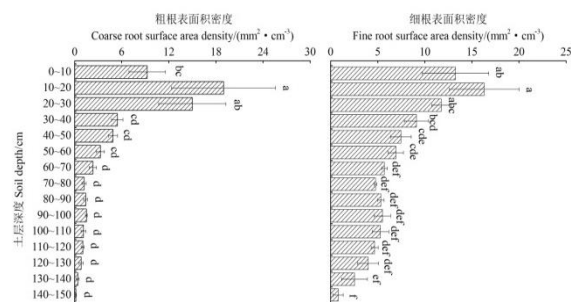 粗根表面积密度
Coarse root surface area density/(mm²·cm⁻³)
0 6 12 18 24 30
细根表面积密度
Fine root surface area density/(mm²·cm⁻³)
0 5 10 15 20 25
土层深度 Soil depth/cm
0~10 bc ab
10~20 a a
20~30 ab abc
30~40 cd bcd
40~50 cd cde
50~60 cd cde
60~70 d def
70~80 d def
80~90 d def
90~100 d def
100~110 d def
110~120 d def
120~130 d def
130~140 d ef
140~150 d f